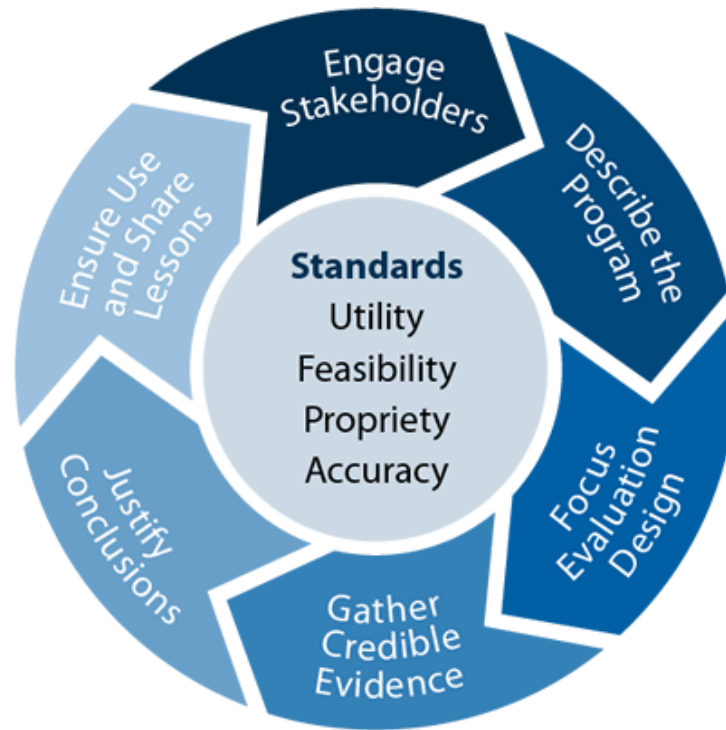 Engage
Stakeholders
Describe the
Program
Focus
Evaluation
Design
Gather
Credible
Evidence
Justify
Conclusions
Ensure Use
and Share
Lessons
Standards
Utility
Feasibility
Propriety
Accuracy